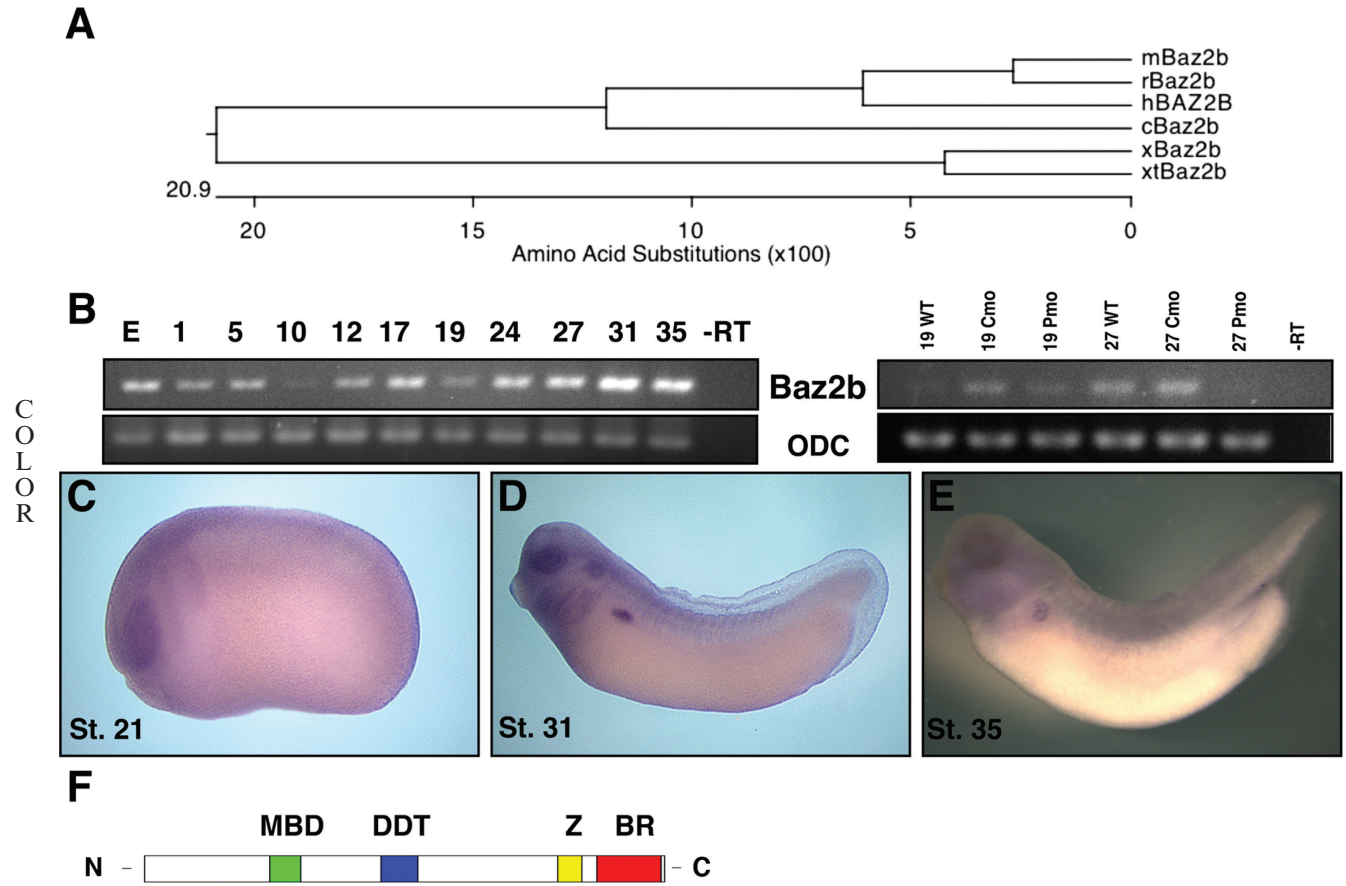 A
mBaz2b
rBaz2b
hBAZ2B
cBaz2b
xBaz2b
xtBaz2b
20.9
20 15 10 5 0
Amino Acid Substitutions (x100)
B
E 1 5 10 12 17 19 24 27 31 35 -RT
19 WT 19 Cmo 19 Pmo 27 WT 27 Cmo 27 Pmo -RT
Baz2b
ODC
COLOR
C
St. 21
D
St. 31
E
St. 35
F
MBD DDT Z BR
N – – C